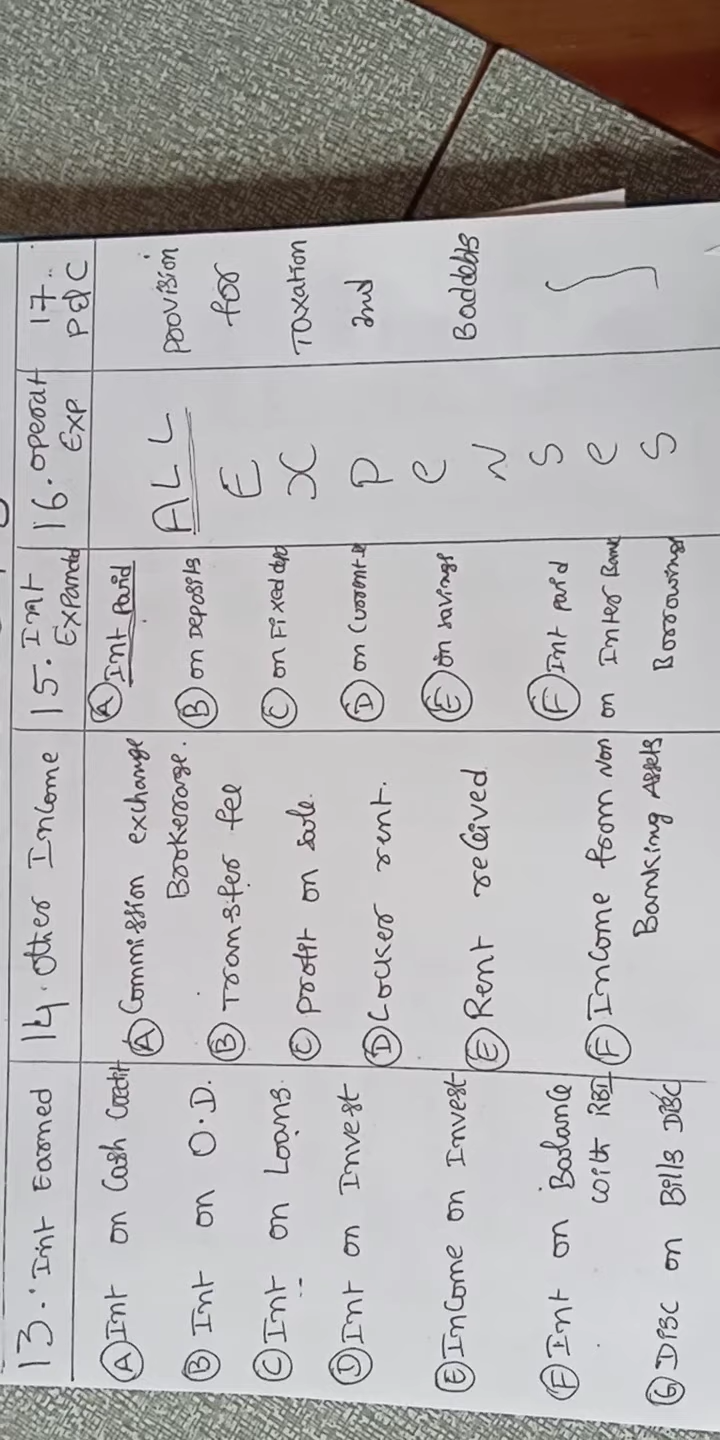 13. Int Earned
(A) Int on Cash Credit
(B) Int on O.D.
(C) Int on Loans.
(D) Int on Invest
(E) Income on Invest
(F) Int on Balance
with RBI
(G) DISC on Bills DISC
14. Other Income
(A) Commission exchange
Brokerrage.
(B) Transfer fee
(C) Profit on sale.
(D) Locker rent.
(E) Rent received
(F) Income from Non
Banking Assets
15. Int
Expanded
(A) Int Paid
(B) on Deposits
(C) on Fixed dep
(D) on Current
(E) on savings
(F) Int paid
on Inter Bank
Borrowings
16. operat
Exp
ALL
E
X
P
e
N
S
e
S
17.
P&C
provision
for
Taxation
and
Baddebts